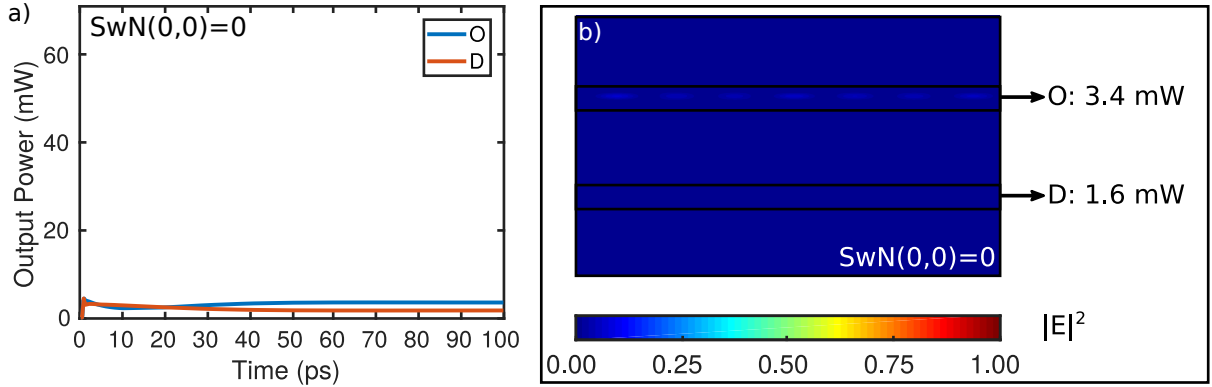 a)
SwN(0,0)=0
O
D
60
40
20
0
Output Power (mW)
0 10 20 30 40 50 60 70 80 90 100
Time (ps)
b)
O: 3.4 mW
D: 1.6 mW
SwN(0,0)=0
|E|²
0.00 0.25 0.50 0.75 1.00